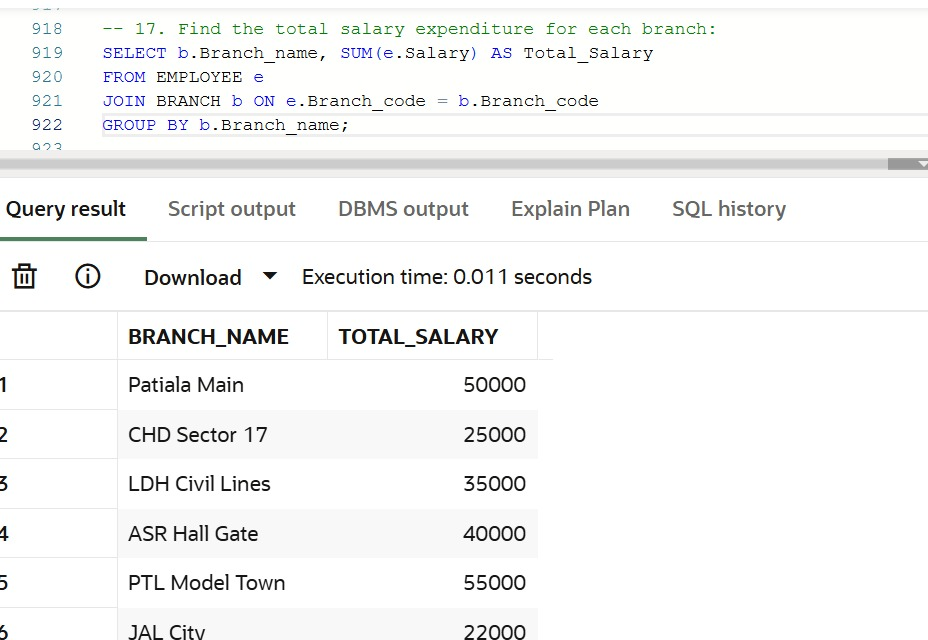 918 -- 17. Find the total salary expenditure for each branch:
919 SELECT b.Branch_name, SUM(e.Salary) AS Total_Salary
920 FROM EMPLOYEE e
921 JOIN BRANCH b ON e.Branch_code = b.Branch_code
922 GROUP BY b.Branch_name;
923
Query result Script output DBMS output Explain Plan SQL history
Download Execution time: 0.011 seconds
BRANCH_NAME TOTAL_SALARY
1 Patiala Main 50000
2 CHD Sector 17 25000
3 LDH Civil Lines 35000
4 ASR Hall Gate 40000
5 PTL Model Town 55000
6 JAL City 22000